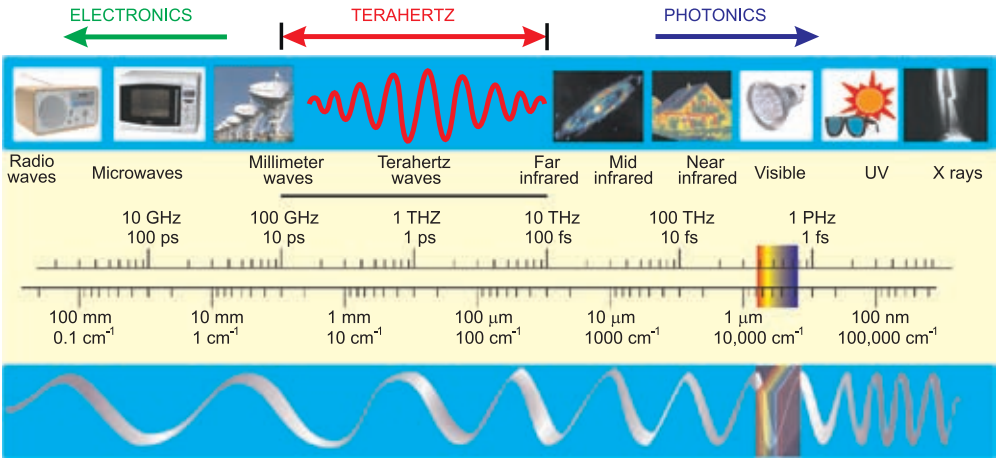 ELECTRONICS TERAHERTZ PHOTONICS
Radio waves
Microwaves
Millimeter waves
Terahertz waves
Far infrared
Mid infrared
Near infrared
Visible
UV
X rays
10 GHz 100 GHz 1 THZ 10 THz 100 THz 1 PHz
100 ps 10 ps 1 ps 100 fs 10 fs 1 fs
100 mm 10 mm 1 mm 100 µm 10 µm 1 µm 100 nm
0.1 cm⁻¹ 1 cm⁻¹ 10 cm⁻¹ 100 cm⁻¹ 1000 cm⁻¹ 10,000 cm⁻¹ 100,000 cm⁻¹